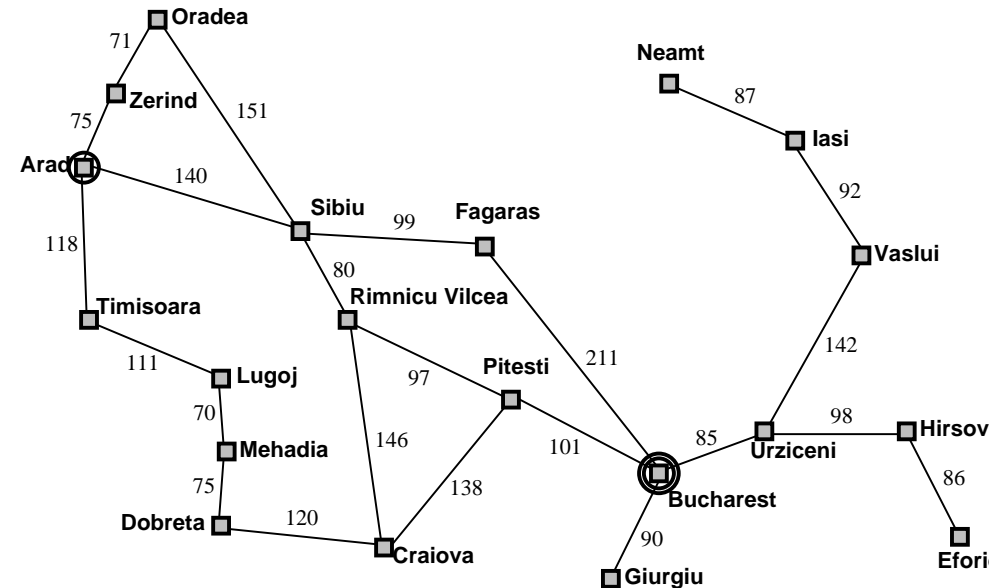 Oradea
71
Neamt
87
Zerind
151
75
Iasi
Arad
140
92
Sibiu
Fagaras
99
118
Vaslui
80
Timisoara
Rimnicu Vilcea
142
111
Lugoj
97
Pitesti
211
70
98
Hirsov
146
101
85
Urziceni
Mehadia
75
138
86
Bucharest
Dobreta
120
90
Craiova
Eforie
Giurgiu